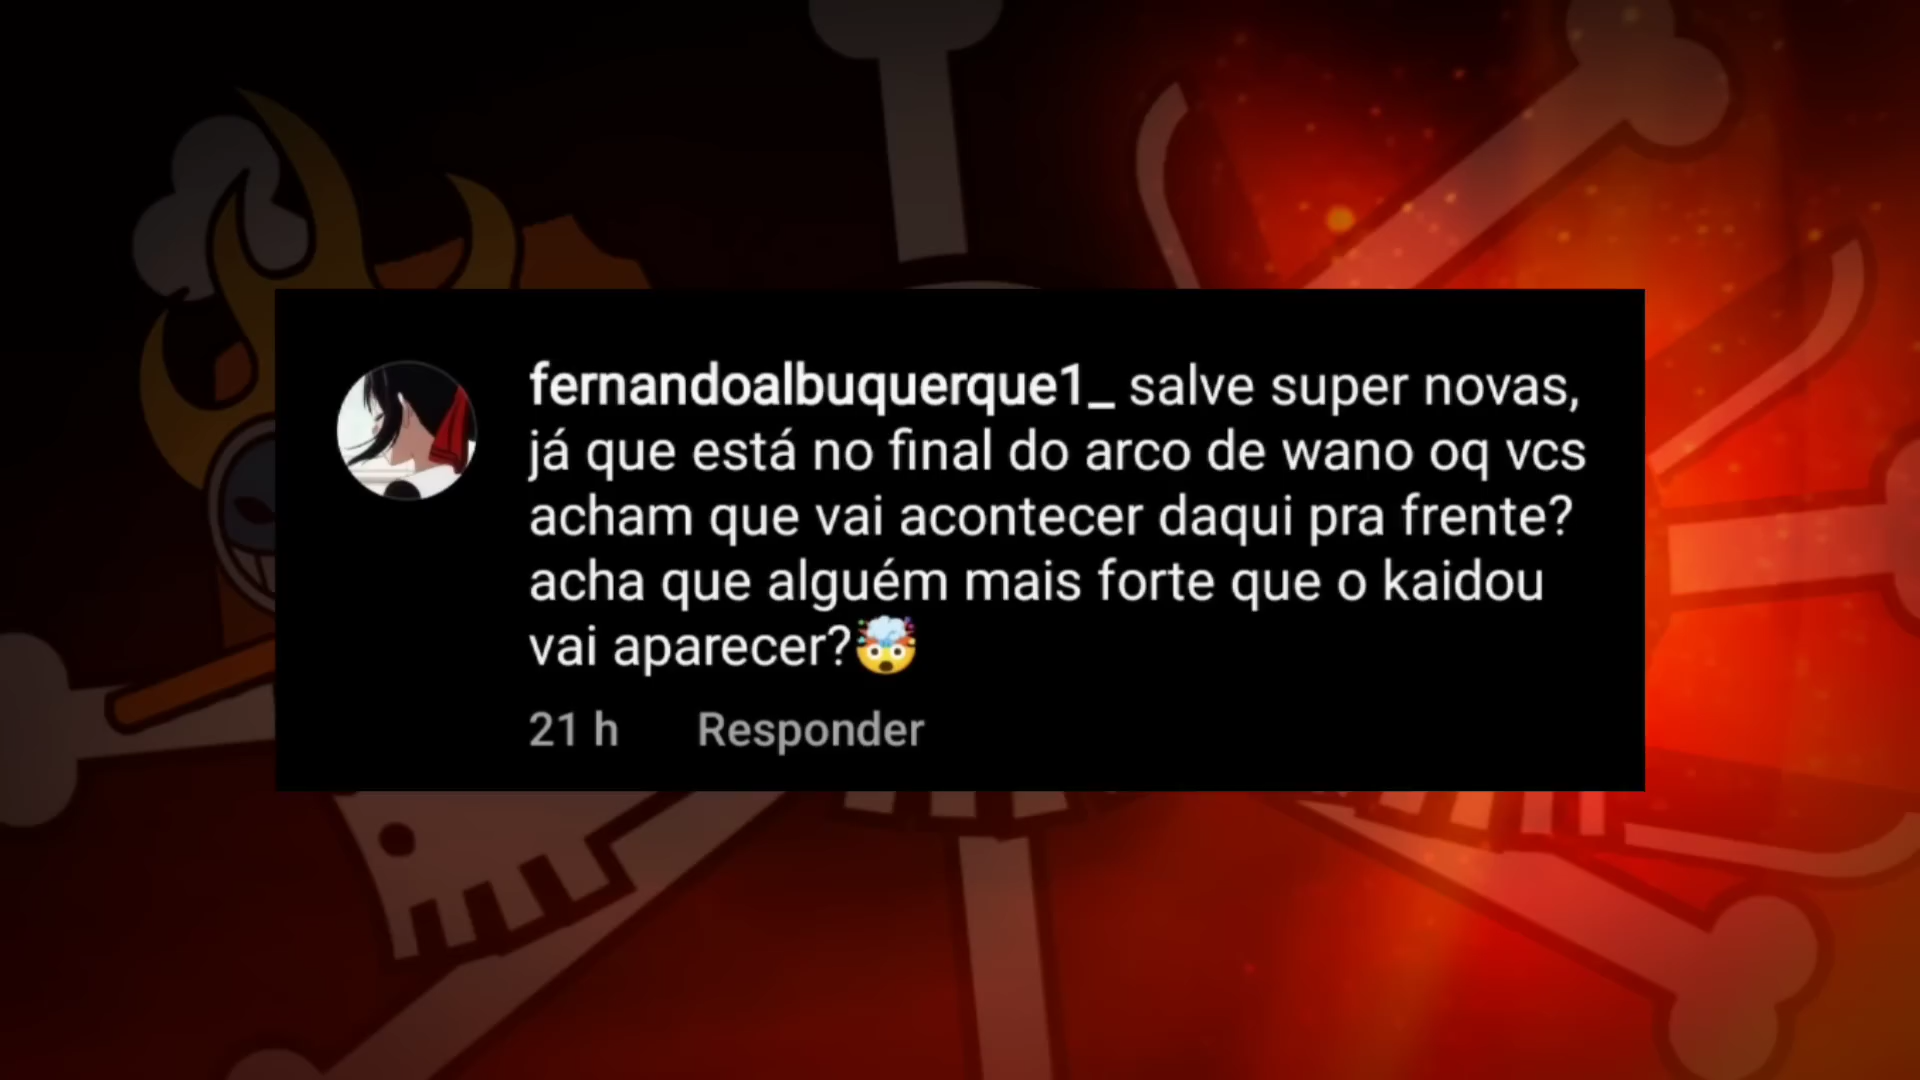 fernandoalbuquerque1_ salve super novas,
já que está no final do arco de wano oq vcs
acham que vai acontecer daqui pra frente?
acha que alguém mais forte que o kaidou
vai aparecer?🤯
21 h Responder